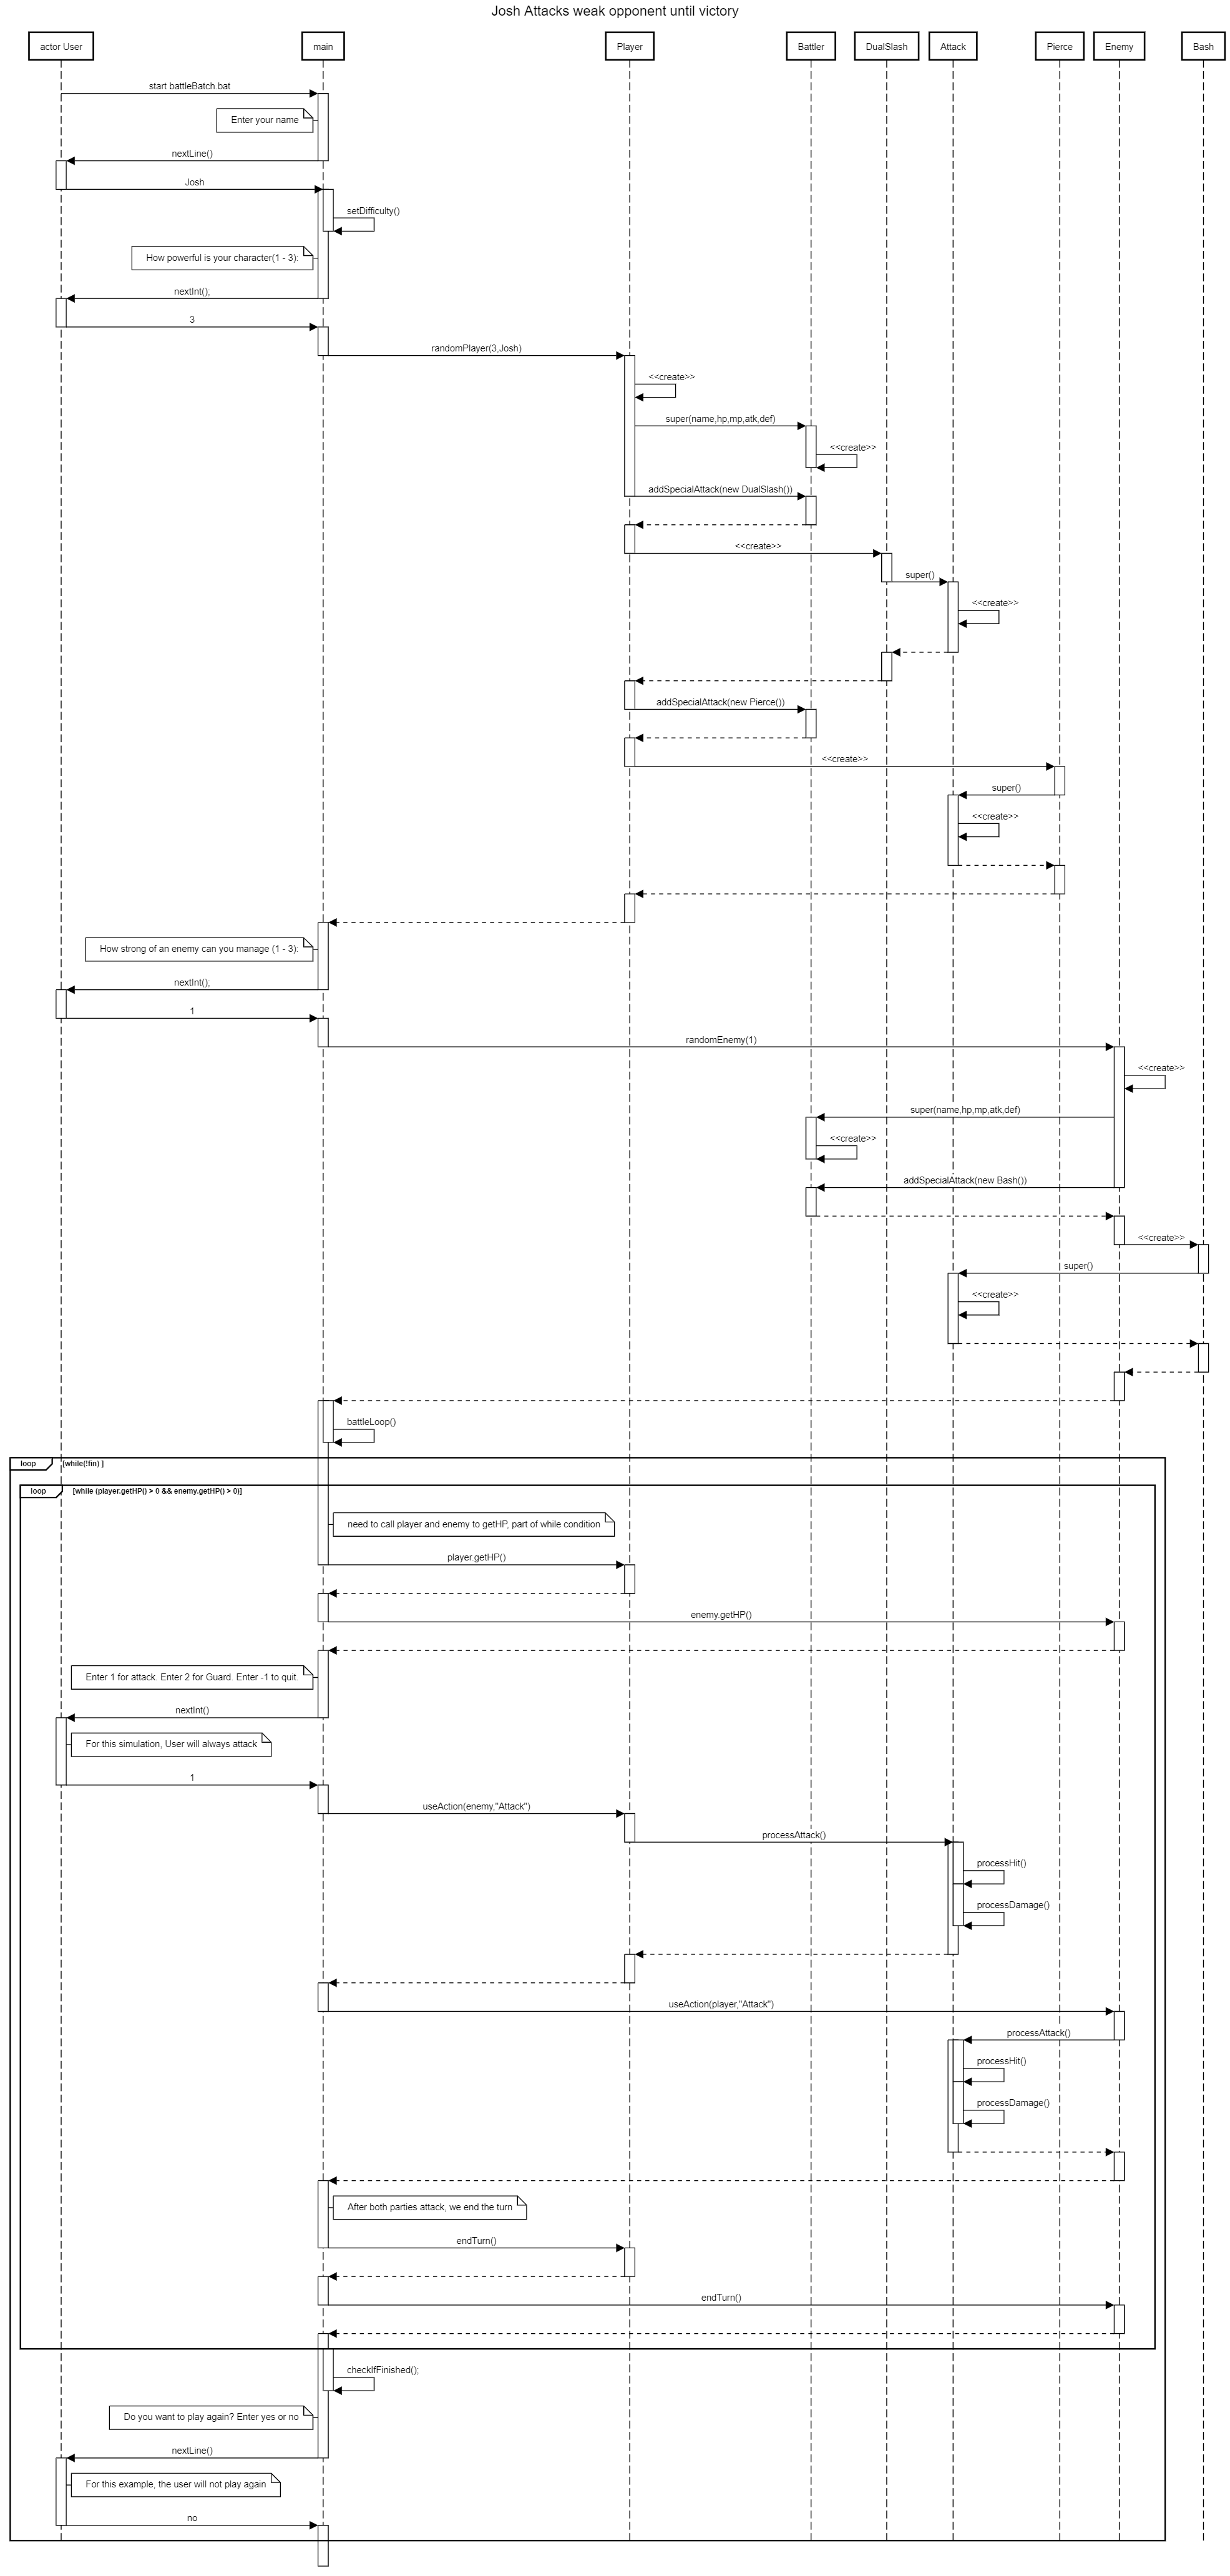 Josh Attacks weak opponent until victory
actor User
main
Player
Battler
DualSlash
Attack
Pierce
Enemy
Bash
start battleBatch.bat
Enter your name
nextLine()
Josh
setDifficulty()
How powerful is your character(1 - 3):
nextInt();
3
randomPlayer(3,Josh)
<<create>>
super(name,hp,mp,atk,def)
<<create>>
addSpecialAttack(new DualSlash())
<<create>>
super()
<<create>>
addSpecialAttack(new Pierce())
<<create>>
super()
<<create>>
How strong of an enemy can you manage (1 - 3):
nextInt();
1
randomEnemy(1)
<<create>>
super(name,hp,mp,atk,def)
<<create>>
addSpecialAttack(new Bash())
<<create>>
super()
<<create>>
battleLoop()
loop [while(!fin) ]
loop [while (player.getHP() > 0 && enemy.getHP() > 0)]
need to call player and enemy to getHP, part of while condition
player.getHP()
enemy.getHP()
Enter 1 for attack. Enter 2 for Guard. Enter -1 to quit.
nextInt()
For this simulation, User will always attack
1
useAction(enemy,"Attack")
processAttack()
processHit()
processDamage()
useAction(player,"Attack")
processAttack()
processHit()
processDamage()
After both parties attack, we end the turn
endTurn()
endTurn()
checkIfFinished();
Do you want to play again? Enter yes or no
nextLine()
For this example, the user will not play again
no